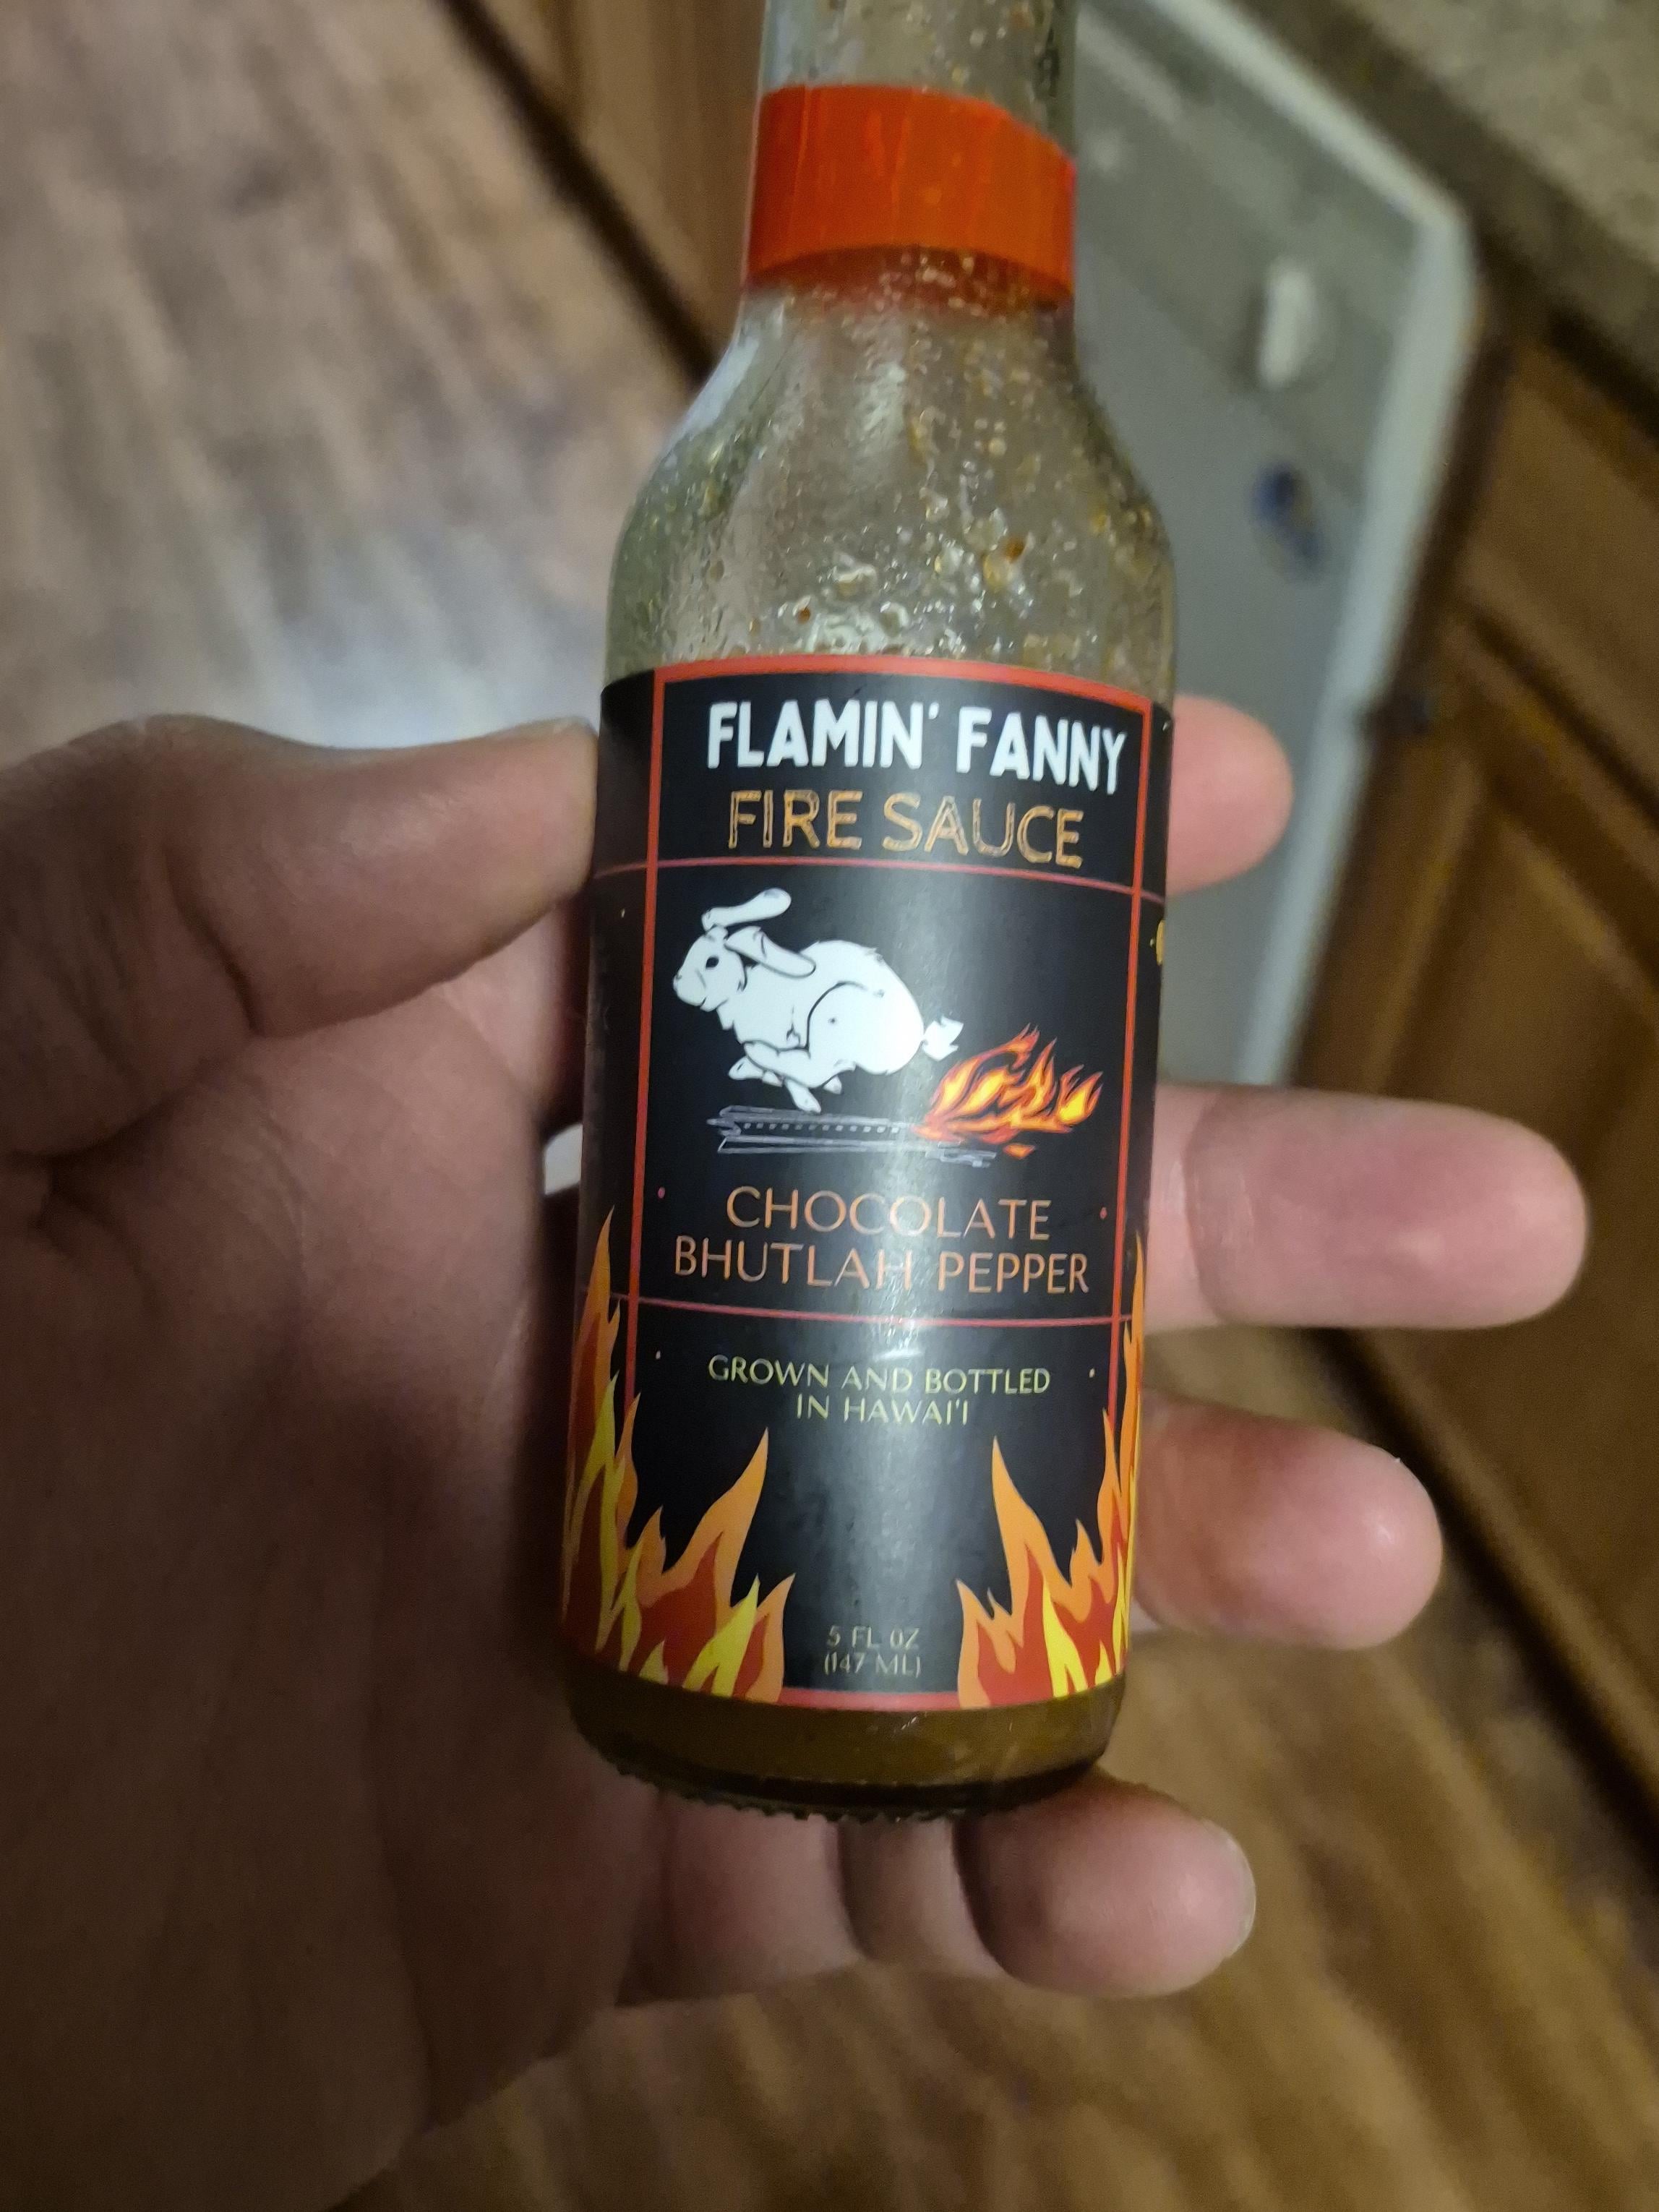 FLAMIN' FANNY
FIRE SAUCE
CHOCOLATE
BHUTLAH PEPPER
GROWN AND BOTTLED
IN HAWAI'I
5 FL OZ
(147 ML)